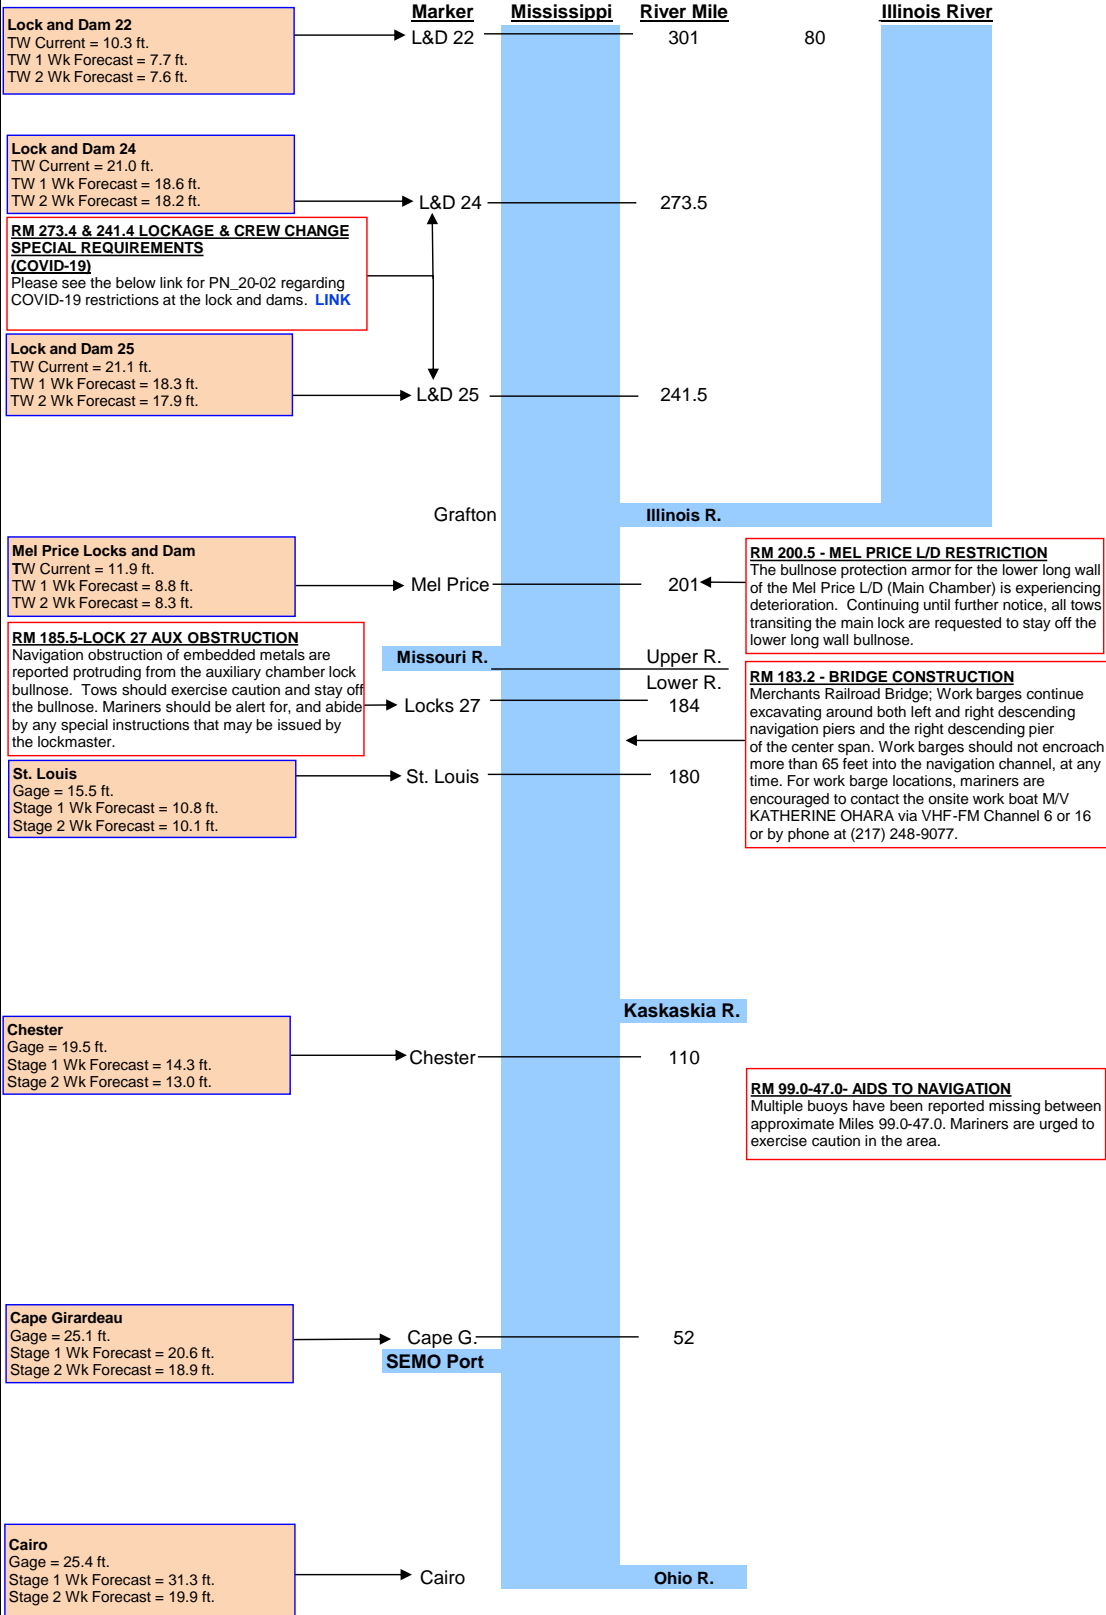 Marker Mississippi River Mile Illinois River
Lock and Dam 22
TW Current = 10.3 ft.
TW 1 Wk Forecast = 7.7 ft.
TW 2 Wk Forecast = 7.6 ft.
L&D 22 301 80
Lock and Dam 24
TW Current = 21.0 ft.
TW 1 Wk Forecast = 18.6 ft.
TW 2 Wk Forecast = 18.2 ft.
L&D 24 273.5
RM 273.4 & 241.4 LOCKAGE & CREW CHANGE
SPECIAL REQUIREMENTS
(COVID-19)
Please see the below link for PN_20-02 regarding
COVID-19 restrictions at the lock and dams. LINK
Lock and Dam 25
TW Current = 21.1 ft.
TW 1 Wk Forecast = 18.3 ft.
TW 2 Wk Forecast = 17.9 ft.
L&D 25 241.5
Grafton Illinois R.
Mel Price Locks and Dam
TW Current = 11.9 ft.
TW 1 Wk Forecast = 8.8 ft.
TW 2 Wk Forecast = 8.3 ft.
Mel Price 201
RM 200.5 - MEL PRICE L/D RESTRICTION
The bullnose protection armor for the lower long wall
of the Mel Price L/D (Main Chamber) is experiencing
deterioration. Continuing until further notice, all tows
transiting the main lock are requested to stay off the
lower long wall bullnose.
RM 185.5-LOCK 27 AUX OBSTRUCTION
Navigation obstruction of embedded metals are
reported protruding from the auxiliary chamber lock
bullnose. Tows should exercise caution and stay off
the bullnose. Mariners should be alert for, and abide
by any special instructions that may be issued by
the lockmaster.
Missouri R. Upper R.
Lower R.
Locks 27 184
RM 183.2 - BRIDGE CONSTRUCTION
Merchants Railroad Bridge; Work barges continue
excavating around both left and right descending
navigation piers and the right descending pier
of the center span. Work barges should not encroach
more than 65 feet into the navigation channel, at any
time. For work barge locations, mariners are
encouraged to contact the onsite work boat M/V
KATHERINE OHARA via VHF-FM Channel 6 or 16
or by phone at (217) 248-9077.
St. Louis
Gage = 15.5 ft.
Stage 1 Wk Forecast = 10.8 ft.
Stage 2 Wk Forecast = 10.1 ft.
St. Louis 180
Kaskaskia R.
Chester
Gage = 19.5 ft.
Stage 1 Wk Forecast = 14.3 ft.
Stage 2 Wk Forecast = 13.0 ft.
Chester 110
RM 99.0-47.0- AIDS TO NAVIGATION
Multiple buoys have been reported missing between
approximate Miles 99.0-47.0. Mariners are urged to
exercise caution in the area.
Cape Girardeau
Gage = 25.1 ft.
Stage 1 Wk Forecast = 20.6 ft.
Stage 2 Wk Forecast = 18.9 ft.
Cape G. 52
SEMO Port
Cairo
Gage = 25.4 ft.
Stage 1 Wk Forecast = 31.3 ft.
Stage 2 Wk Forecast = 19.9 ft.
Cairo Ohio R.